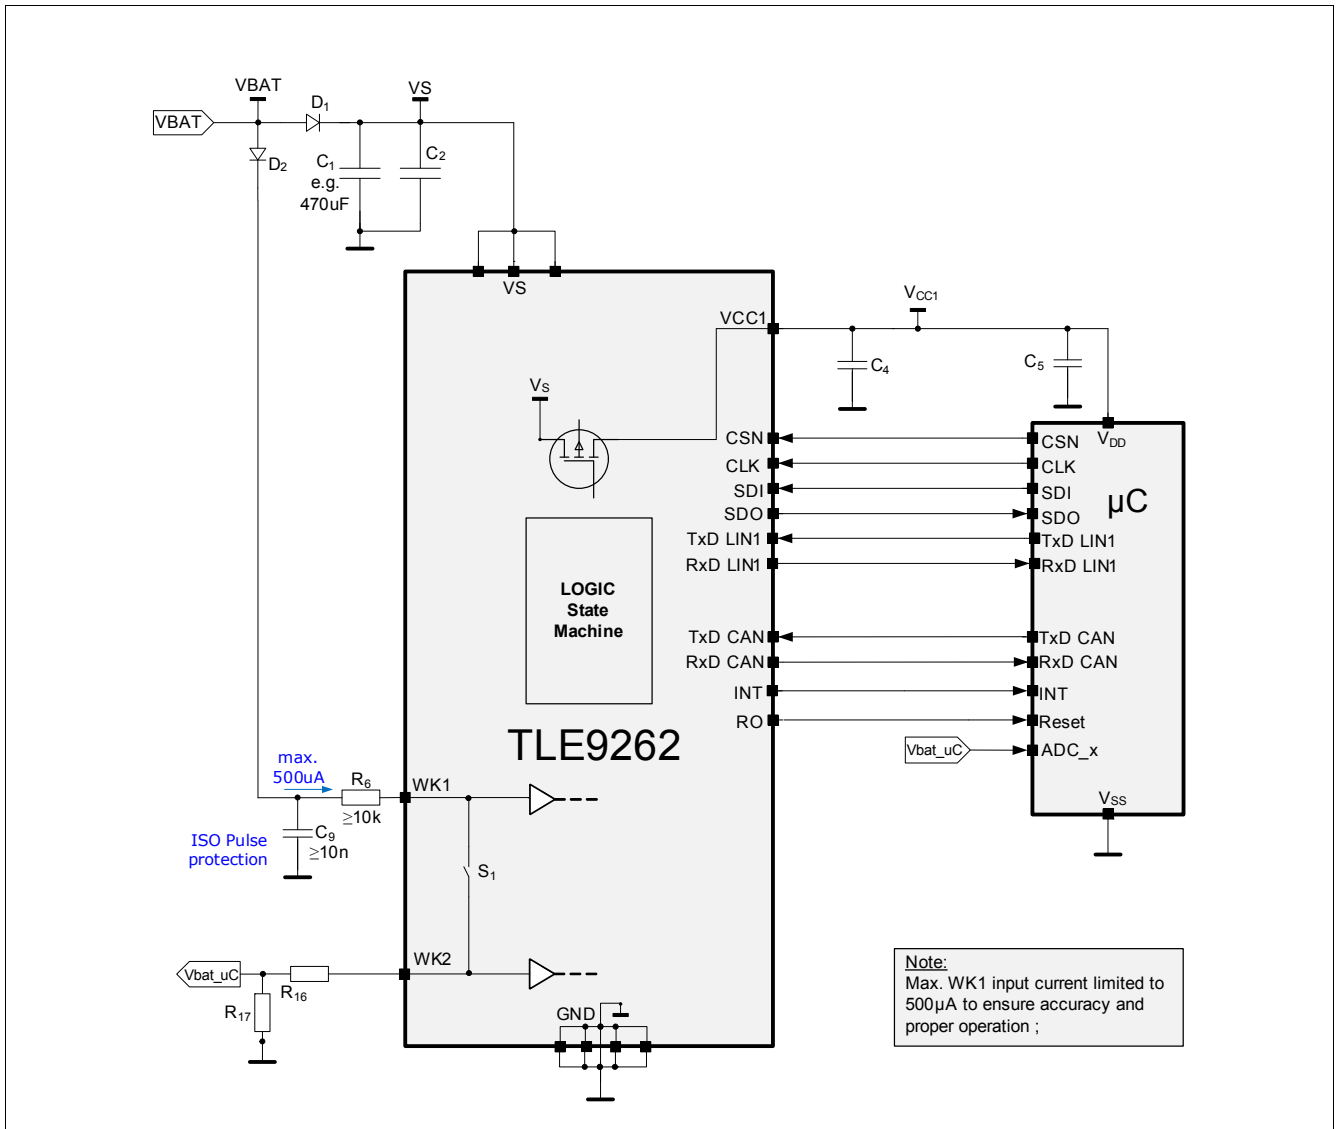 VBAT
VS
VBAT
D1
D2
C1
e.g.
470uF
C2
VS
VCC1
VCC1
C4
C5
VS
CSN
CLK
SDI
SDO
TxD LIN1
RxD LIN1
TxD CAN
RxD CAN
INT
RO
VDD
CSN
CLK
SDI
SDO
TxD LIN1
RxD LIN1
µC
TxD CAN
RxD CAN
INT
Reset
ADC_x
VSS
Vbat_uC
LOGIC
State
Machine
TLE9262
max.
500uA
R6
≥10k
WK1
ISO Pulse
protection
C9
≥10n
S1
WK2
Vbat_uC
R16
R17
GND
Note:
Max. WK1 input current limited to
500µA to ensure accuracy and
proper operation ;